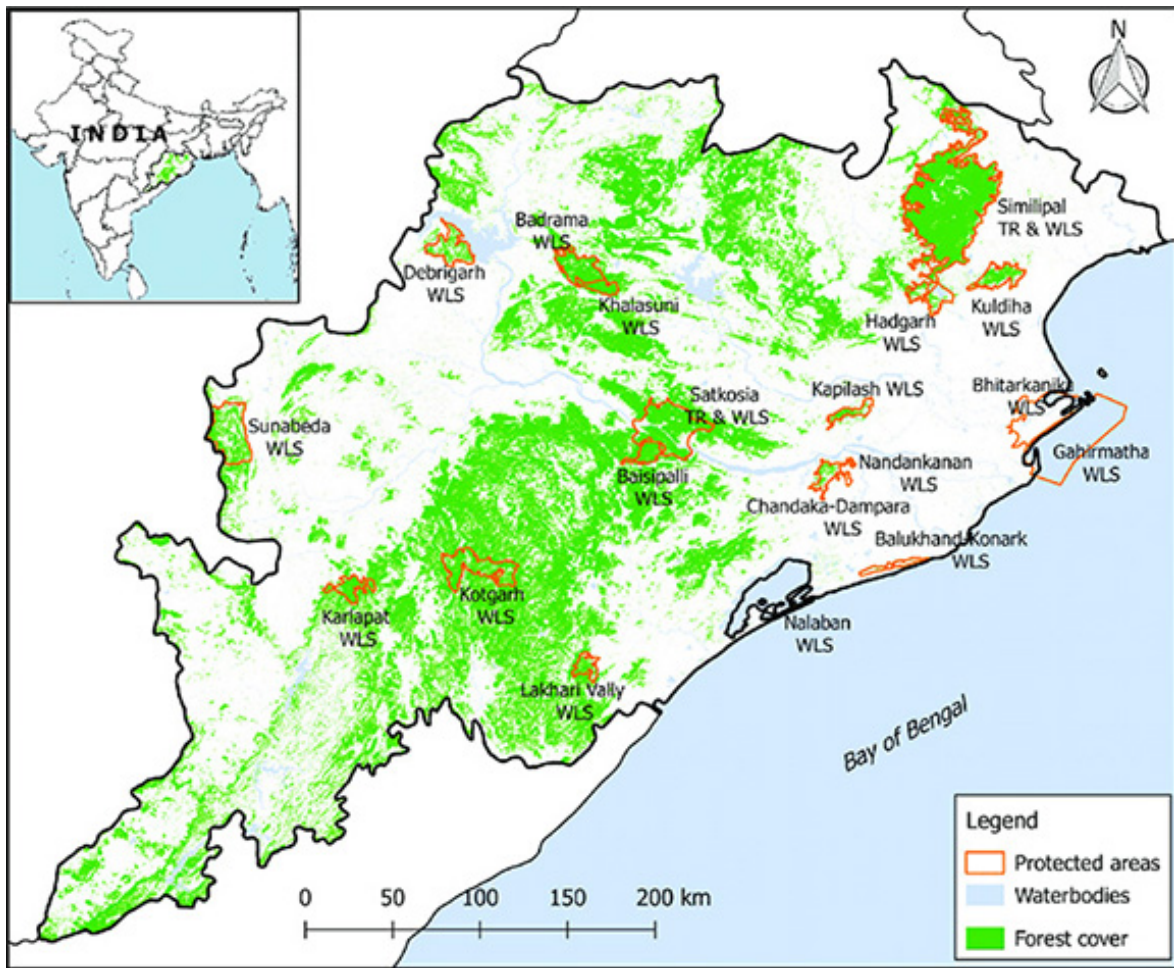 INDIA
N
Similipal
TR & WLS
Badrama
WLS
Debrigarh
WLS
Khalasuni
WLS
Hadgarh
WLS
Kuldiha
WLS
Kapilash WLS
Bhitarkanika
WLS
Satkosia
TR & WLS
Sunabeda
WLS
Gahirmatha
WLS
Baisipalli
WLS
Nandankanan
WLS
Chandaka-Dampara
WLS
Balukhand Konark
WLS
Karlapat
WLS
Kotgarh
WLS
Nalaban
WLS
Lakhari Vally
WLS
Bay of Bengal
Legend
Protected areas
Waterbodies
Forest cover
0 50 100 150 200 km